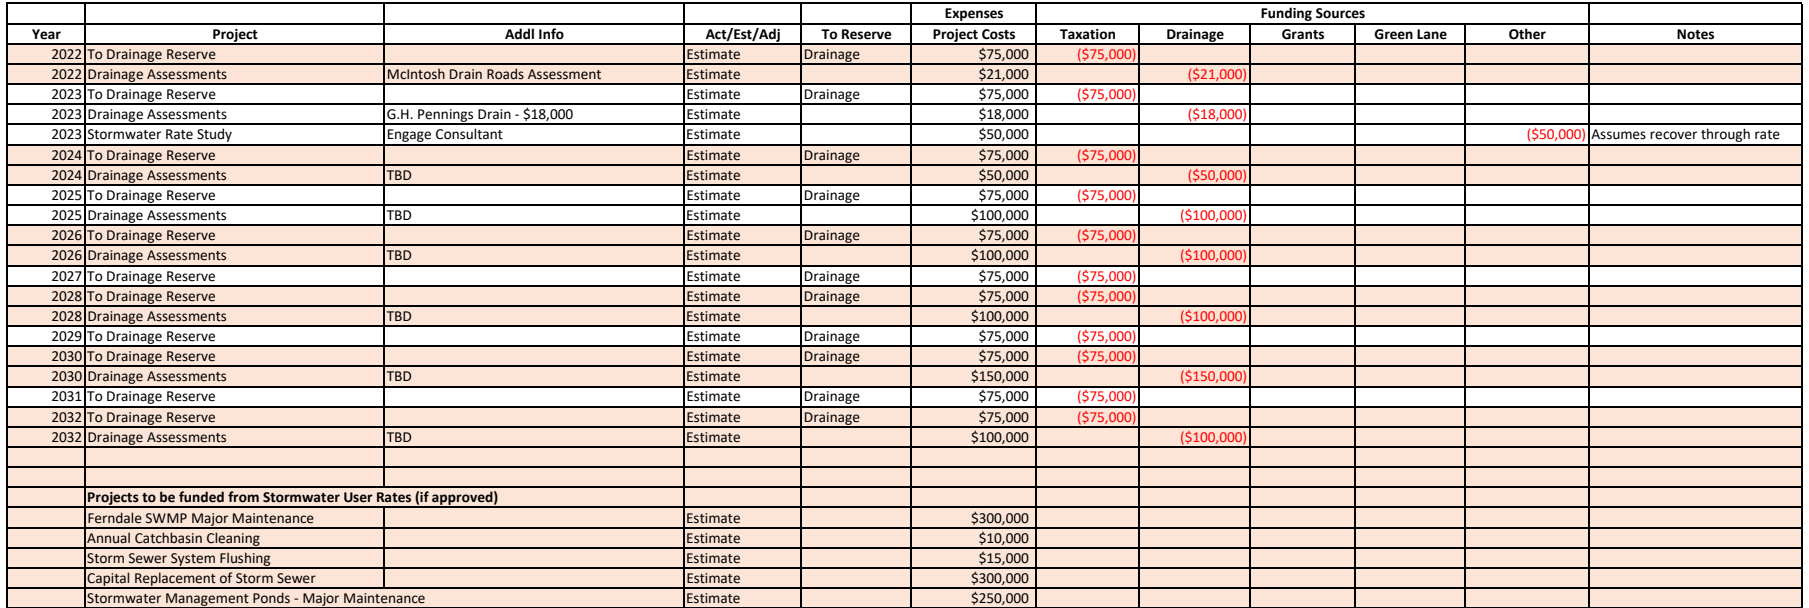 Expenses Funding Sources
Year Project Addl Info Act/Est/Adj To Reserve Project Costs Taxation Drainage Grants Green Lane Other Notes
2022 To Drainage Reserve Estimate Drainage $75,000 ($75,000)
2022 Drainage Assessments McIntosh Drain Roads Assessment Estimate $21,000 ($21,000)
2023 To Drainage Reserve Estimate Drainage $75,000 ($75,000)
2023 Drainage Assessments G.H. Pennings Drain - $18,000 Estimate $18,000 ($18,000)
2023 Stormwater Rate Study Engage Consultant Estimate $50,000 ($50,000) Assumes recover through rate
2024 To Drainage Reserve Estimate Drainage $75,000 ($75,000)
2024 Drainage Assessments TBD Estimate $50,000 ($50,000)
2025 To Drainage Reserve Estimate Drainage $75,000 ($75,000)
2025 Drainage Assessments TBD Estimate $100,000 ($100,000)
2026 To Drainage Reserve Estimate Drainage $75,000 ($75,000)
2026 Drainage Assessments TBD Estimate $100,000 ($100,000)
2027 To Drainage Reserve Estimate Drainage $75,000 ($75,000)
2028 To Drainage Reserve Estimate Drainage $75,000 ($75,000)
2028 Drainage Assessments TBD Estimate $100,000 ($100,000)
2029 To Drainage Reserve Estimate Drainage $75,000 ($75,000)
2030 To Drainage Reserve Estimate Drainage $75,000 ($75,000)
2030 Drainage Assessments TBD Estimate $150,000 ($150,000)
2031 To Drainage Reserve Estimate Drainage $75,000 ($75,000)
2032 To Drainage Reserve Estimate Drainage $75,000 ($75,000)
2032 Drainage Assessments TBD Estimate $100,000 ($100,000)
Projects to be funded from Stormwater User Rates (if approved)
Ferndale SWMP Major Maintenance Estimate $300,000
Annual Catchbasin Cleaning Estimate $10,000
Storm Sewer System Flushing Estimate $15,000
Capital Replacement of Storm Sewer Estimate $300,000
Stormwater Management Ponds - Major Maintenance Estimate $250,000